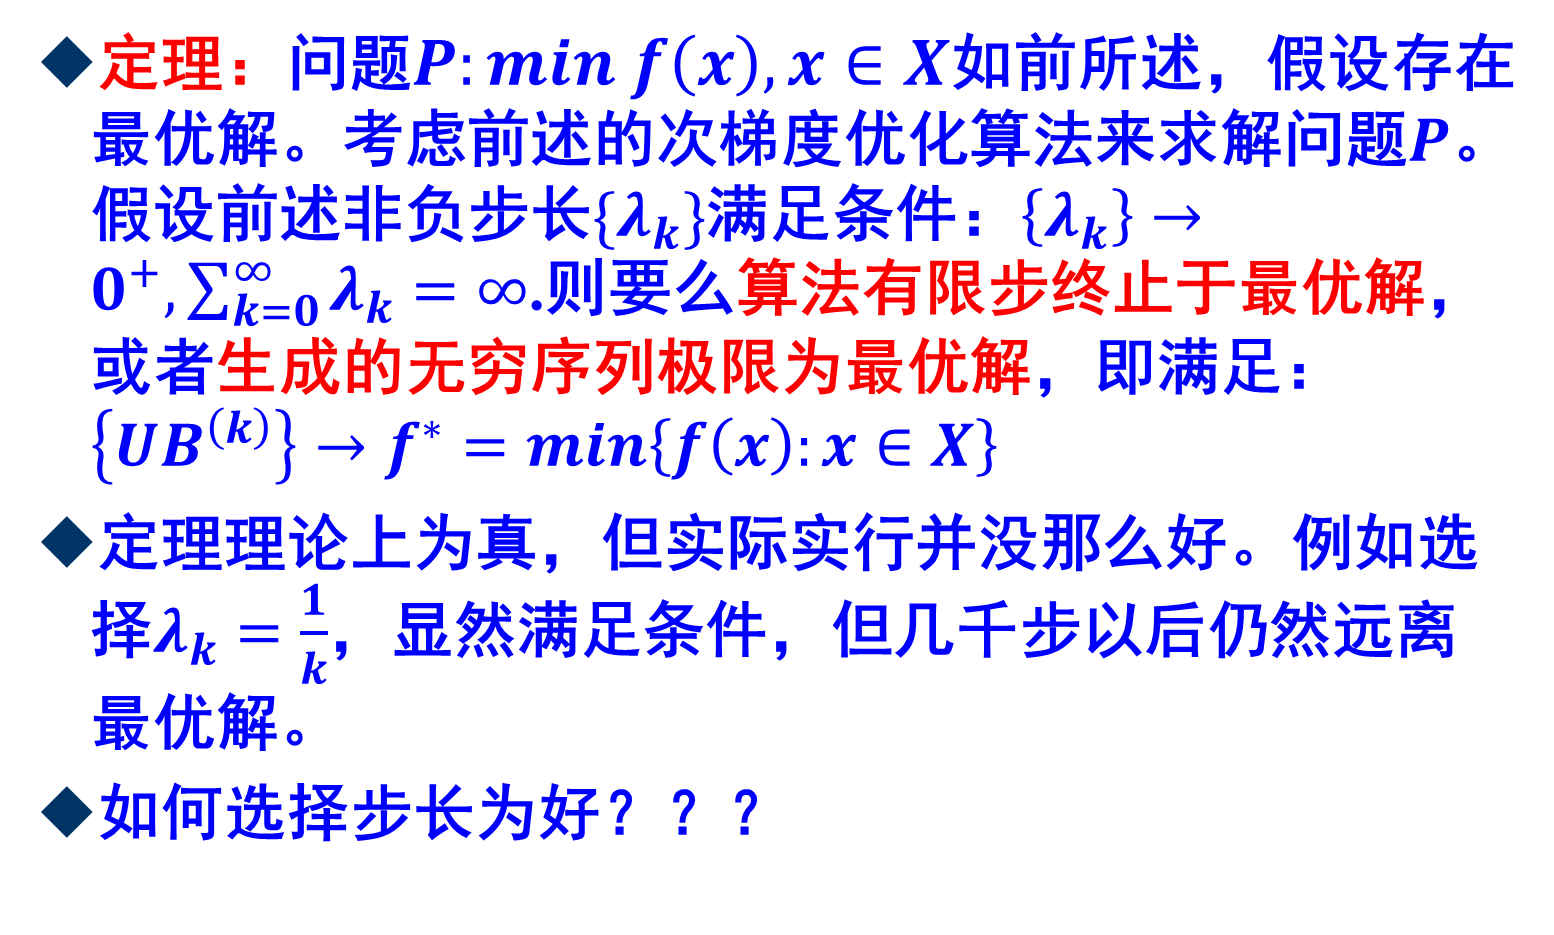 ◆定理：问题P: min f(x), x ∈ X如前所述，假设存在
最优解。考虑前述的次梯度优化算法来求解问题P。
假设前述非负步长{λ_k}满足条件：{λ_k} →
0^+, ∑_{k=0}^∞ λ_k = ∞.则要么算法有限步终止于最优解，
或者生成的无穷序列极限为最优解，即满足：
{UB^(k)} → f^* = min{f(x): x ∈ X}
◆定理理论上为真，但实际实行并没那么好。例如选
择λ_k = 1/k，显然满足条件，但几千步以后仍然远离
最优解。
◆如何选择步长为好？？？